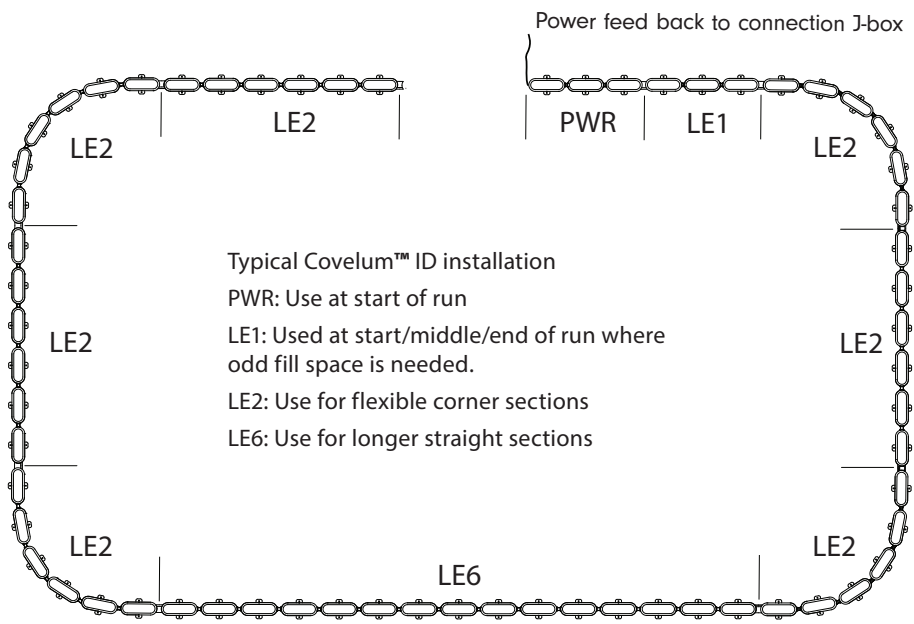 Power feed back to connection J-box
LE2
PWR
LE1
LE2
LE2
Typical Covelum™ ID installation
PWR: Use at start of run
LE1: Used at start/middle/end of run where
odd fill space is needed.
LE2: Use for flexible corner sections
LE6: Use for longer straight sections
LE2
LE2
LE2
LE2
LE6